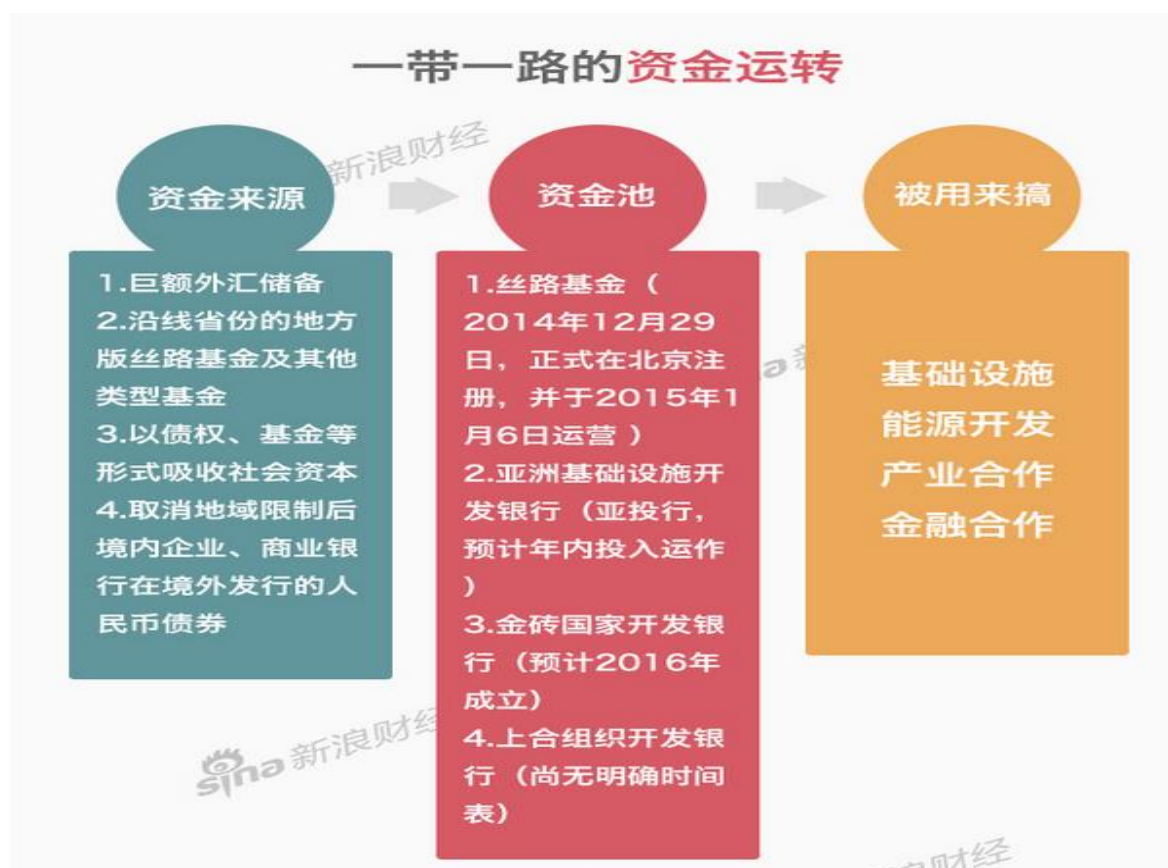 一带一路的资金运转
新浪财经
资金来源
资金池
被用来搞
1.巨额外汇储备
2.沿线省份的地方
版丝路基金及其他
类型基金
3.以债权、基金等
形式吸收社会资本
4.取消地域限制后
境内企业、商业银
行在境外发行的人
民币债券
1.丝路基金（
2014年12月29
日，正式在北京注
册，并于2015年1
月6日运营 ）
2.亚洲基础设施开
发银行（亚投行，
预计年内投入运作
）
3.金砖国家开发银
行（预计2016年
成立）
4.上合组织开发银
行（尚无明确时间
表）
基础设施
能源开发
产业合作
金融合作
sina新浪财经